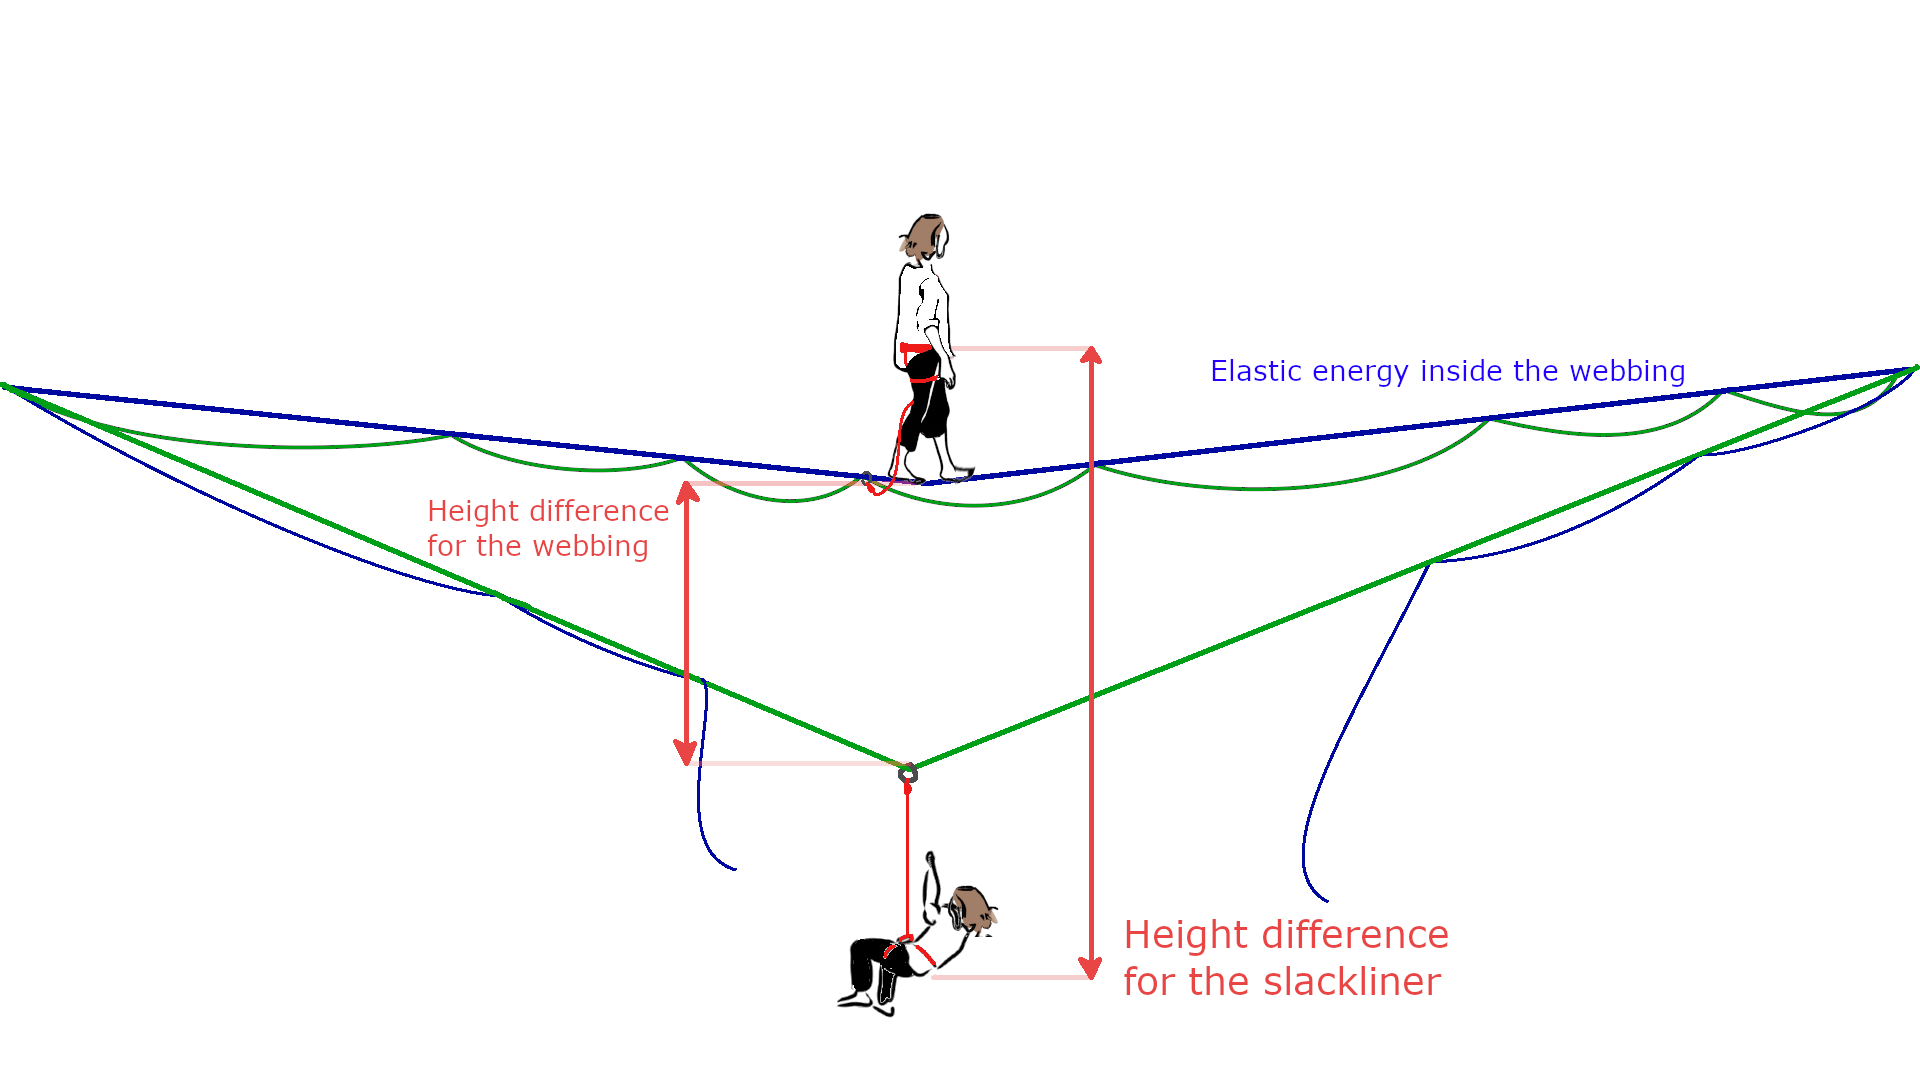 Elastic energy inside the webbing
Height difference
for the webbing
Height difference
for the slackliner